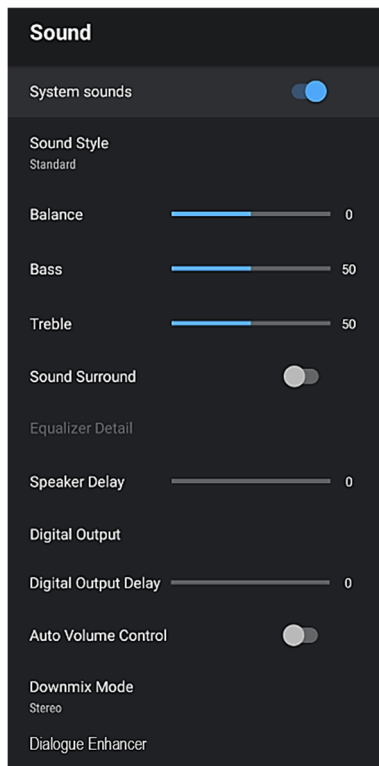 Sound
System sounds
Sound Style
Standard
Balance 0
Bass 50
Treble 50
Sound Surround
Equalizer Detail
Speaker Delay 0
Digital Output
Digital Output Delay 0
Auto Volume Control
Downmix Mode
Stereo
Dialogue Enhancer